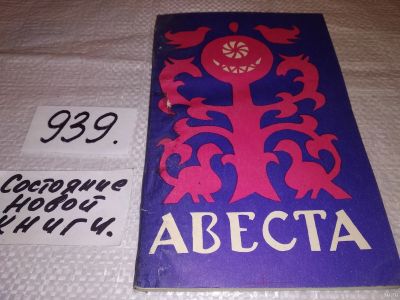 939.
Состояние
новой
книги.
АВЕСТА